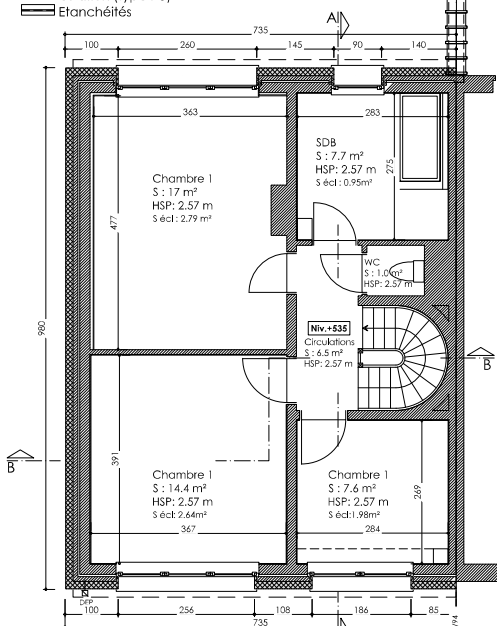 Etanchéités
735
A
100
260
145
90
140
363
283
SDB
S : 7.7 m²
HSP: 2.57 m
S écl : 0.95m²
275
Chambre 1
S : 17 m²
HSP: 2.57 m
S écl : 2.79 m²
477
WC
S : 1.0 m²
HSP: 2.57 m
980
Niv.+535
Circulations
S : 6.5 m²
HSP: 2.57 m
B
B
391
Chambre 1
S : 14.4 m²
HSP: 2.57 m
S écl: 2.64m²
367
Chambre 1
S : 7.6 m²
HSP: 2.57 m
S écl:1.98m²
284
269
DEP
100
256
108
186
85
735